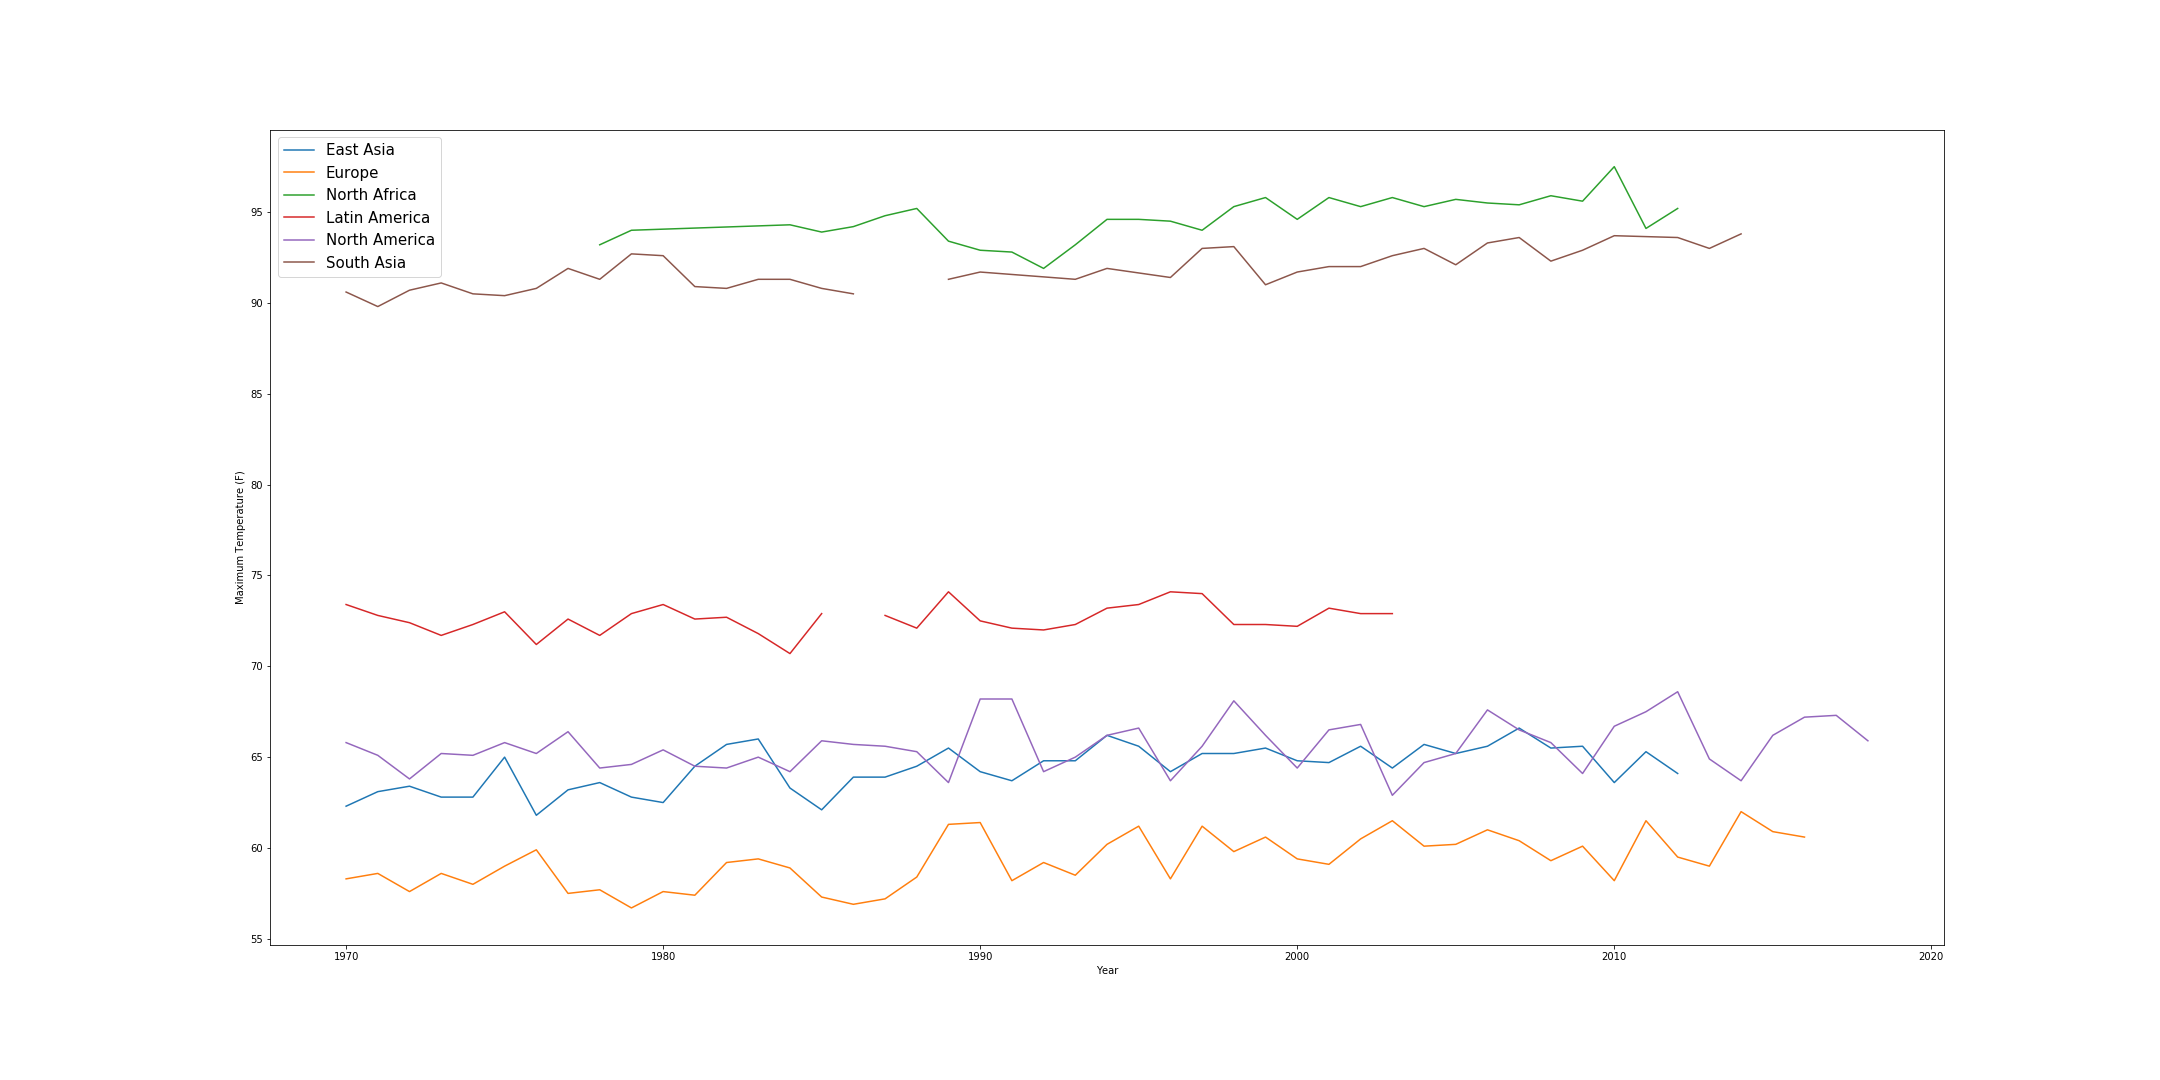 East Asia
Europe
North Africa
Latin America
North America
South Asia
95
90
85
80
75
70
65
60
55
Maximum Temperature (F)
1970 1980 1990 2000 2010 2020
Year